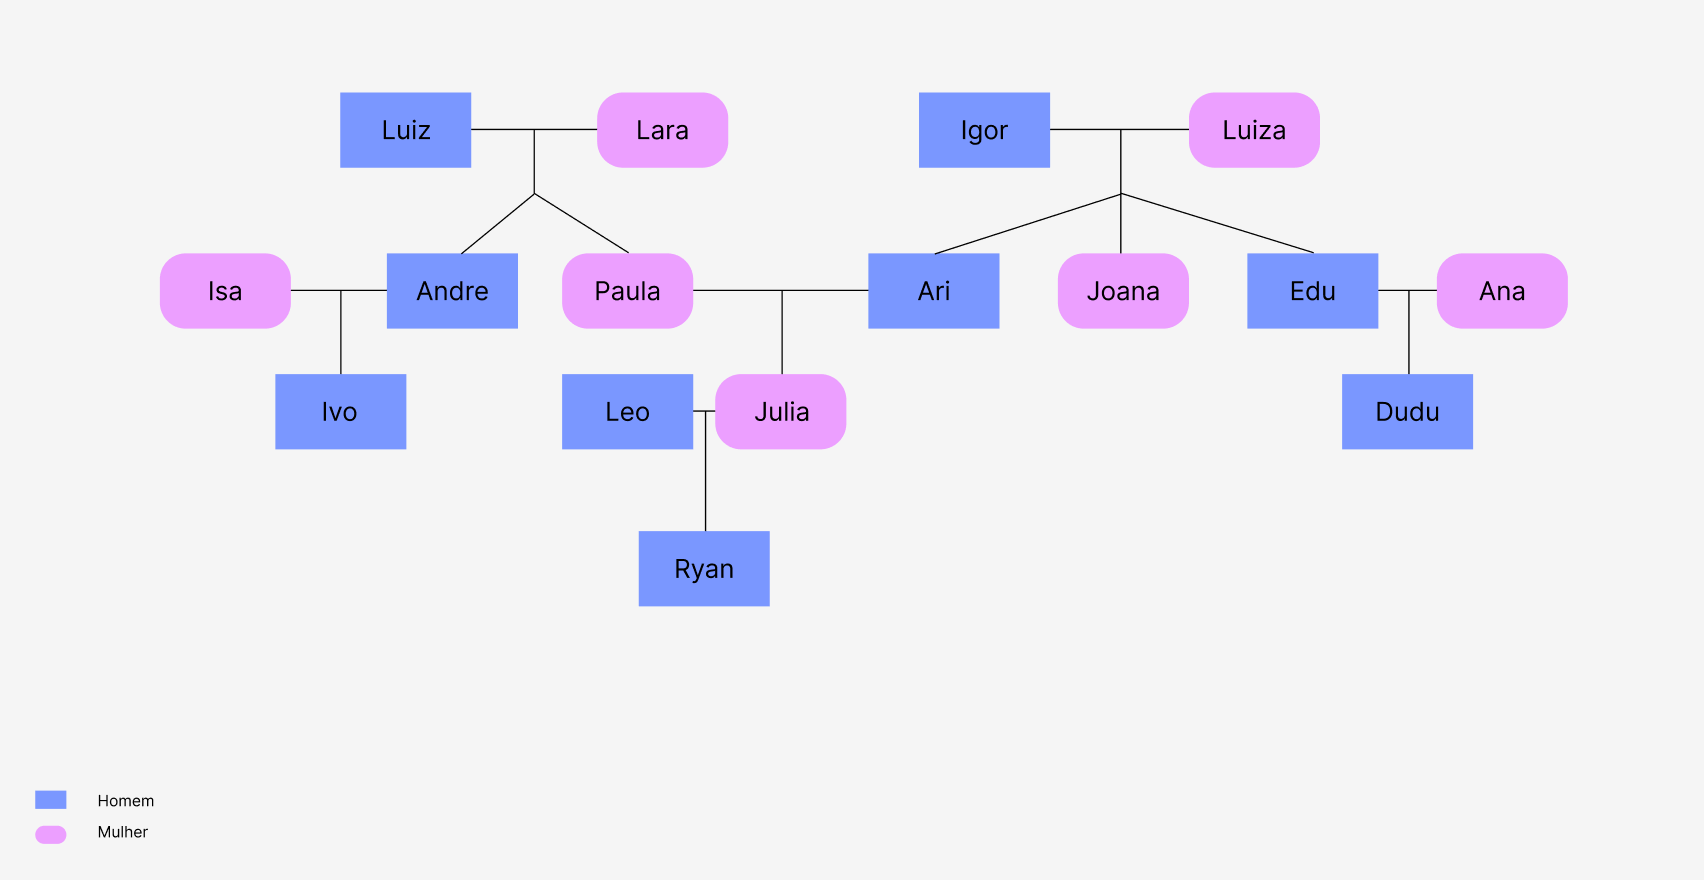 Luiz
Lara
Igor
Luiza
Isa
Andre
Paula
Ari
Joana
Edu
Ana
Ivo
Leo
Julia
Dudu
Ryan
Homem
Mulher